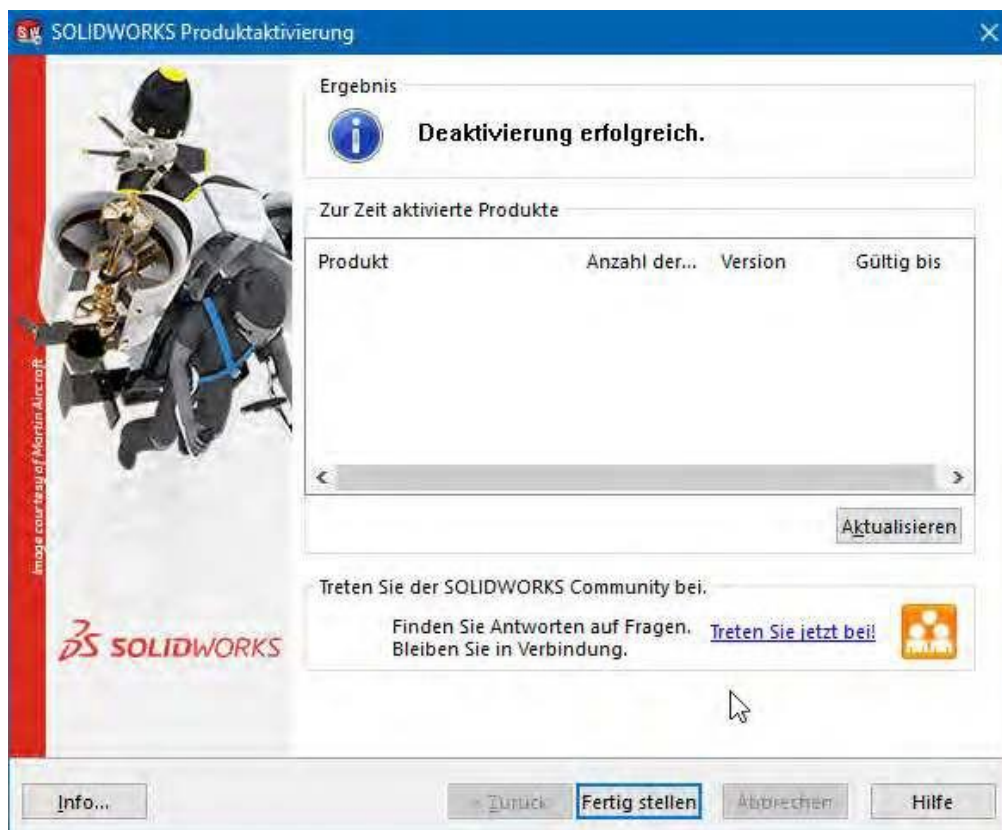 SOLIDWORKS Produktaktivierung
Ergebnis
Deaktivierung erfolgreich.
Zur Zeit aktivierte Produkte
Produkt Anzahl der... Version Gültig bis
Aktualisieren
Image courtesy of Martin Aircraft
Treten Sie der SOLIDWORKS Community bei.
Finden Sie Antworten auf Fragen.
Bleiben Sie in Verbindung.
Treten Sie jetzt bei!
SOLIDWORKS
Info... < Zurück Fertig stellen Abbrechen Hilfe